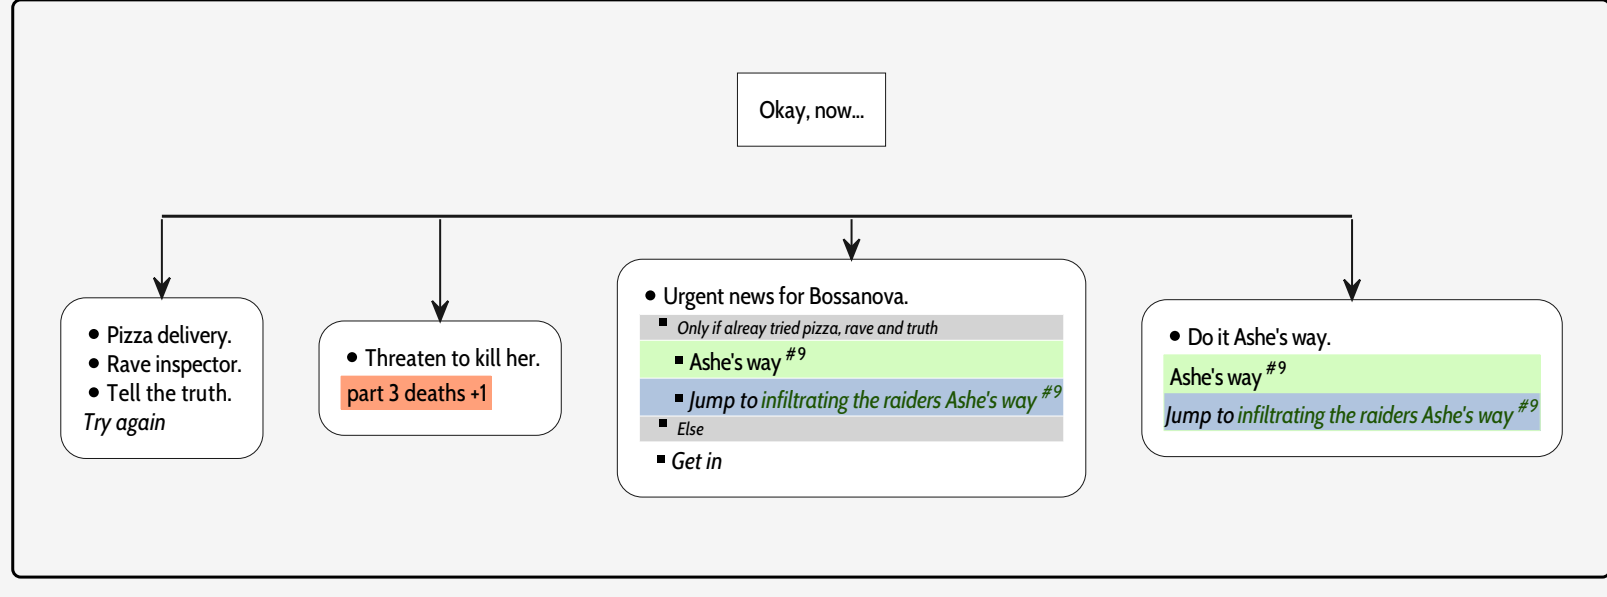 Okay, now...
Pizza delivery.
Rave inspector.
Tell the truth.
Try again
Threaten to kill her.
part 3 deaths +1
Urgent news for Bossanova.
Only if alreay tried pizza, rave and truth
Ashe's way #9
Jump to infiltrating the raiders Ashe's way #9
Else
Get in
Do it Ashe's way.
Ashe's way #9
Jump to infiltrating the raiders Ashe's way #9